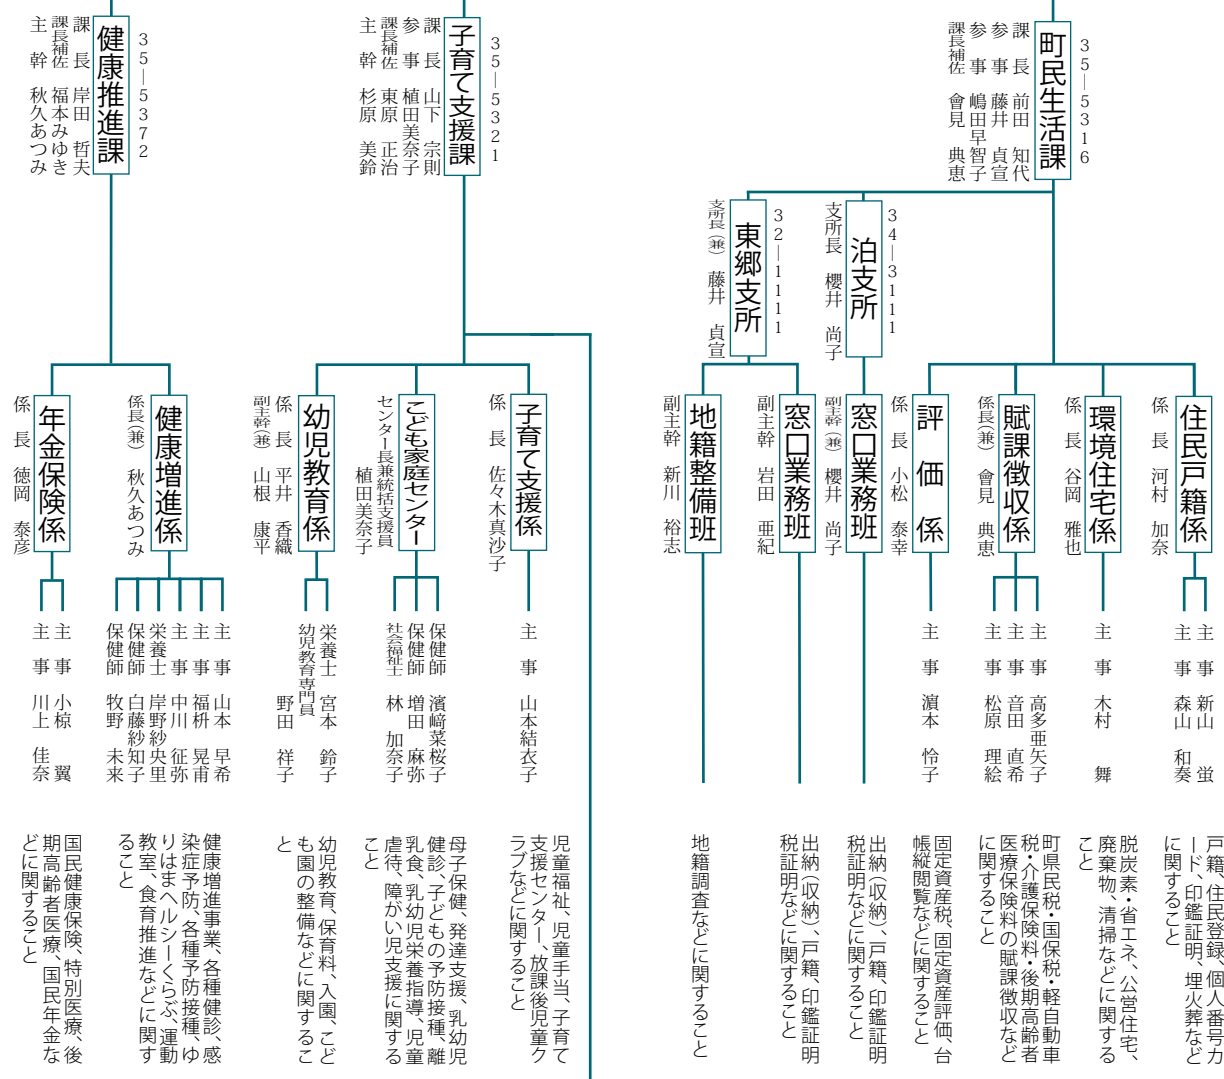 町民生活課
35―5316
課　長　前田　知代
参　事　藤井　貞宣
参　事　嶋田早智子
課長補佐　會見　典恵
住民戸籍係
係　長　河村　加奈
主　事　新山　蛍
主　事　森山　和奏
戸籍、住民登録、個人番号カ
ード、印鑑証明、埋火葬など
に関すること
環境住宅係
係　長　谷岡　雅也
主　事　木村　舞
脱炭素・省エネ、公営住宅、
廃棄物、清掃などに関する
こと
賦課徴収係
係長（兼）　會見　典恵
主　事　高多亜矢子
主　事　音田　直希
主　事　松原　理絵
町県民税・国保税・軽自動車
税・介護保険料・後期高齢者
医療保険料の賦課徴収など
に関すること
評価係
係　長　小松　泰幸
主　事　濵本　怜子
固定資産税、固定資産評価、台
帳縦閲覧などに関すること
泊支所
34―3111
支所長　櫻井　尚子
窓口業務班
副主幹（兼）　櫻井　尚子
出納（収納）、戸籍、印鑑証明
税証明などに関すること
東郷支所
32―1111
支所長（兼）　藤井　貞宣
窓口業務班
副主幹　岩田　亜紀
出納（収納）、戸籍、印鑑証明
税証明などに関すること
地籍整備班
副主幹　新川　裕志
地籍調査などに関すること
子育て支援課
35―5321
課　長　山下　宗則
参　事　植田美奈子
課長補佐　東原　正治
主　幹　杉原　美鈴
子育て支援係
係　長　佐々木真沙子
主　事　山本結衣子
児童福祉、児童手当、子育て
支援センター、放課後児童ク
ラブなどに関すること
こども家庭センター
センター長兼統括支援員
植田美奈子
保健師　濱﨑菜桜子
保健師　増田　麻弥
社会福祉士　林　加奈子
母子保健、発達支援、乳幼児
健診、子どもの予防接種、離
乳食、乳幼児栄養指導、児童
虐待、障がい児支援に関する
こと
幼児教育係
係　長　平井　香織
副主幹（兼）　山根　康平
栄養士　宮本　鈴子
幼児教育専門員
野田　祥子
幼児教育、保育料、入園、こど
も園の整備などに関するこ
と
健康推進課
35―5372
課　長　岸田　哲夫
課長補佐　福本みゆき
主　幹　秋久あつみ
健康増進係
係長（兼）　秋久あつみ
主　事　山本　早希
主　事　福枡　晃甫
主　事　中川　征弥
栄養士　岸野紗央里
保健師　白藤紗知子
保健師　牧野　未来
健康増進事業、各種健診、感
染症予防、各種予防接種、ゆ
りはまヘルシーくらぶ、運動
教室、食育推進などに関す
ること
年金保険係
係　長　徳岡　泰彦
主　事　小椋　翼
主　事　川上　佳奈
国民健康保険、特別医療、後
期高齢者医療、国民年金な
どに関すること